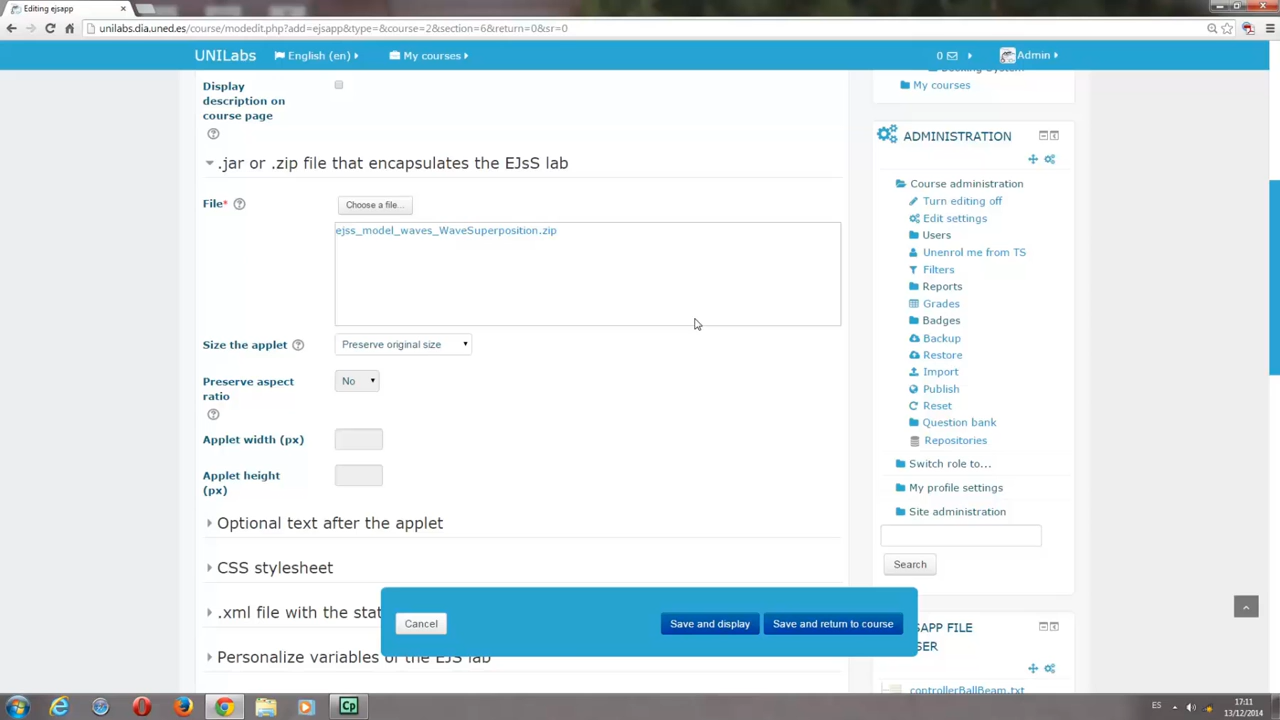 Editing ejsapp
unilabs.dia.uned.es/course/modedit.php?add=ejsapp&type=&course=2&section=6&return=0&sr=0
UNILabs English (en) My courses 0 Admin
Display
description on
course page
.jar or .zip file that encapsulates the EJsS lab
File*
Choose a file...
ejss_model_waves_WaveSuperposition.zip
Size the applet
Preserve original size
Preserve aspect
ratio
No
Applet width (px)
Applet height
(px)
Optional text after the applet
CSS stylesheet
.xml file with the stat
Personalize variables of the EJS lab
Cancel
Save and display
Save and return to course
My courses
ADMINISTRATION
Course administration
Turn editing off
Edit settings
Users
Unenrol me from TS
Filters
Reports
Grades
Badges
Backup
Restore
Import
Publish
Reset
Question bank
Repositories
Switch role to...
My profile settings
Site administration
Search
SAPP FILE
SER
controllerBallBeam.txt
Cp
ES
17:11
13/12/2014